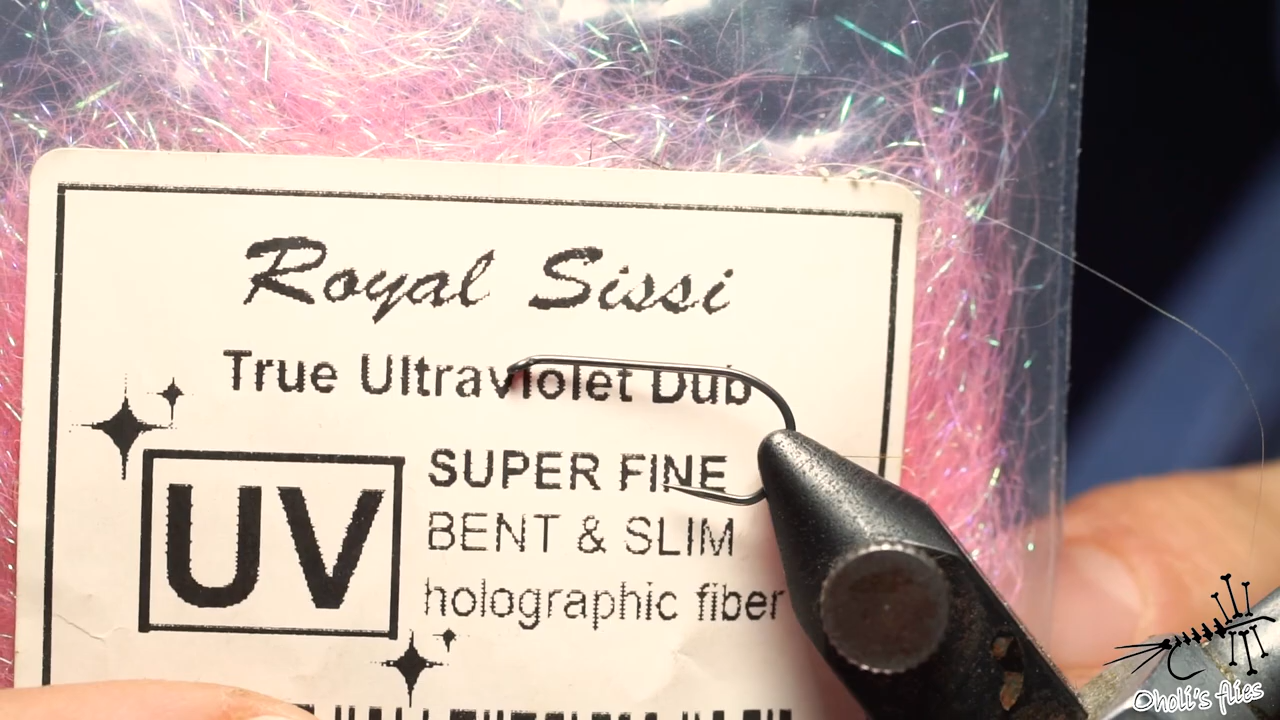 Royal Sissi
True Ultraviolet Dub
UV
SUPER FINE
BENT & SLIM
holographic fiber
Oholi's flies